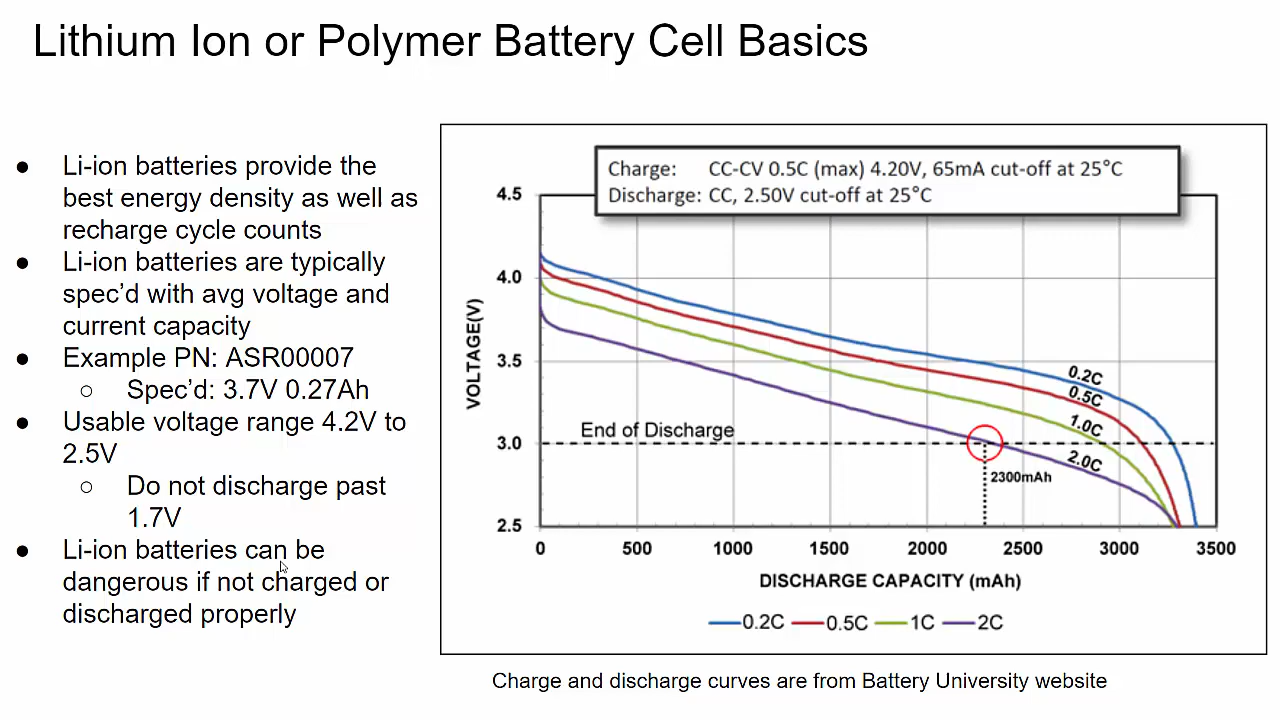 Lithium Ion or Polymer Battery Cell Basics
● Li-ion batteries provide the
best energy density as well as
recharge cycle counts
● Li-ion batteries are typically
spec’d with avg voltage and
current capacity
● Example PN: ASR00007
○ Spec’d: 3.7V 0.27Ah
● Usable voltage range 4.2V to
2.5V
○ Do not discharge past
1.7V
● Li-ion batteries can be
dangerous if not charged or
discharged properly
Charge: CC-CV 0.5C (max) 4.20V, 65mA cut-off at 25°C
Discharge: CC, 2.50V cut-off at 25°C
4.5
4.0
3.5
3.0
2.5
VOLTAGE(V)
0.2C
0.5C
1.0C
2.0C
End of Discharge
2300mAh
0 500 1000 1500 2000 2500 3000 3500
DISCHARGE CAPACITY (mAh)
0.2C 0.5C 1C 2C
Charge and discharge curves are from Battery University website